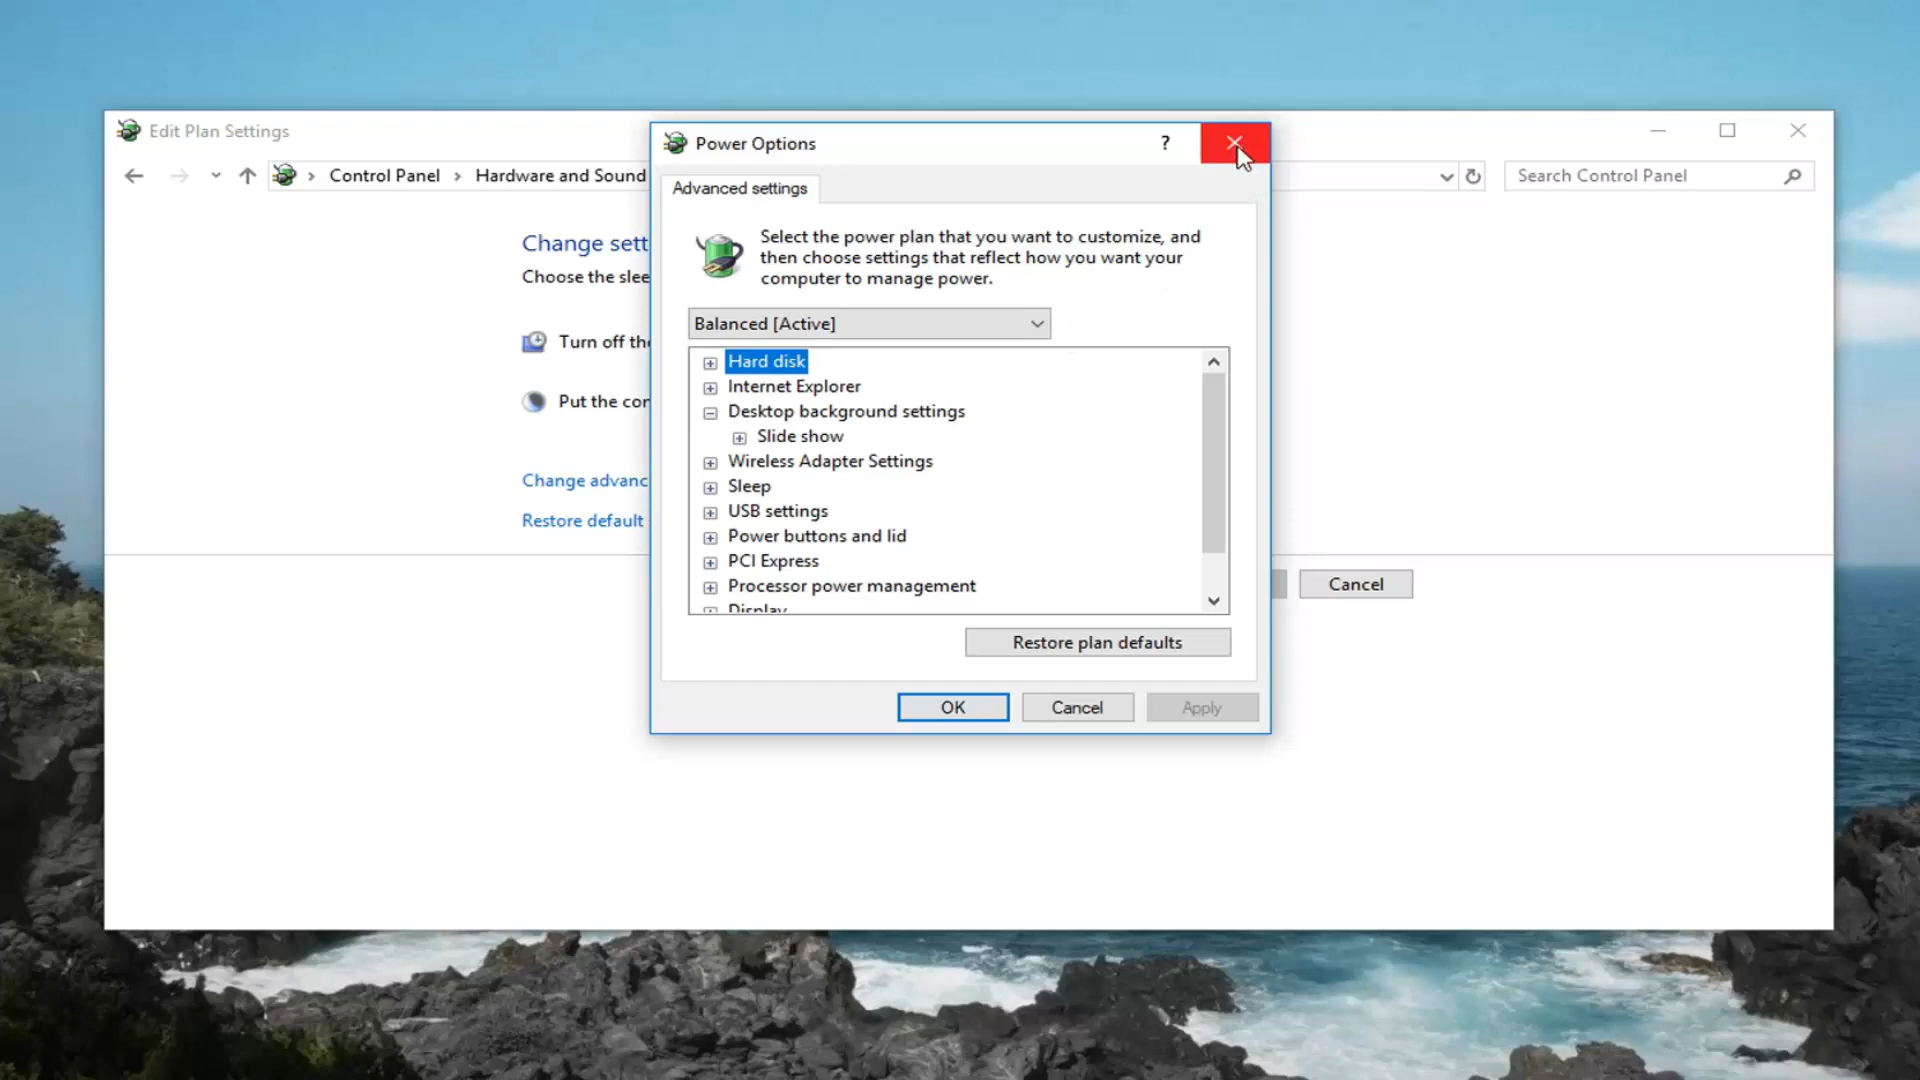 Edit Plan Settings
Control Panel
Hardware and Sound
Search Control Panel
Change sett
Choose the slee
Turn off the
Put the cor
Change advanc
Restore default
Cancel
Power Options
?
Advanced settings
Select the power plan that you want to customize, and
then choose settings that reflect how you want your
computer to manage power.
Balanced [Active]
Hard disk
Internet Explorer
Desktop background settings
Slide show
Wireless Adapter Settings
Sleep
USB settings
Power buttons and lid
PCI Express
Processor power management
Display
Restore plan defaults
OK
Cancel
Apply